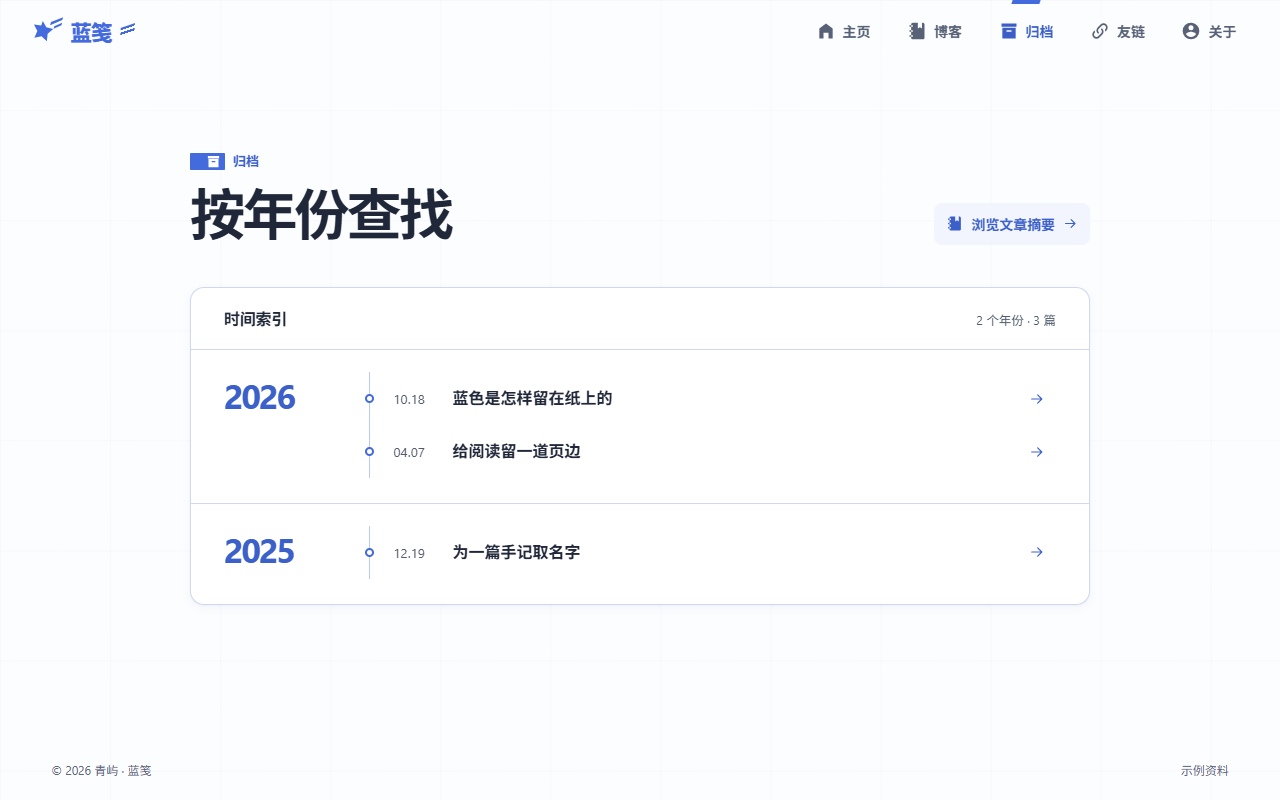 蓝笺
主页 博客 归档 友链 关于
归档
按年份查找
浏览文章摘要
时间索引
2 个年份 · 3 篇
2026
10.18 蓝色是怎样留在纸上的
04.07 给阅读留一道页边
2025
12.19 为一篇手记取名字
© 2026 青屿 · 蓝笺
示例资料